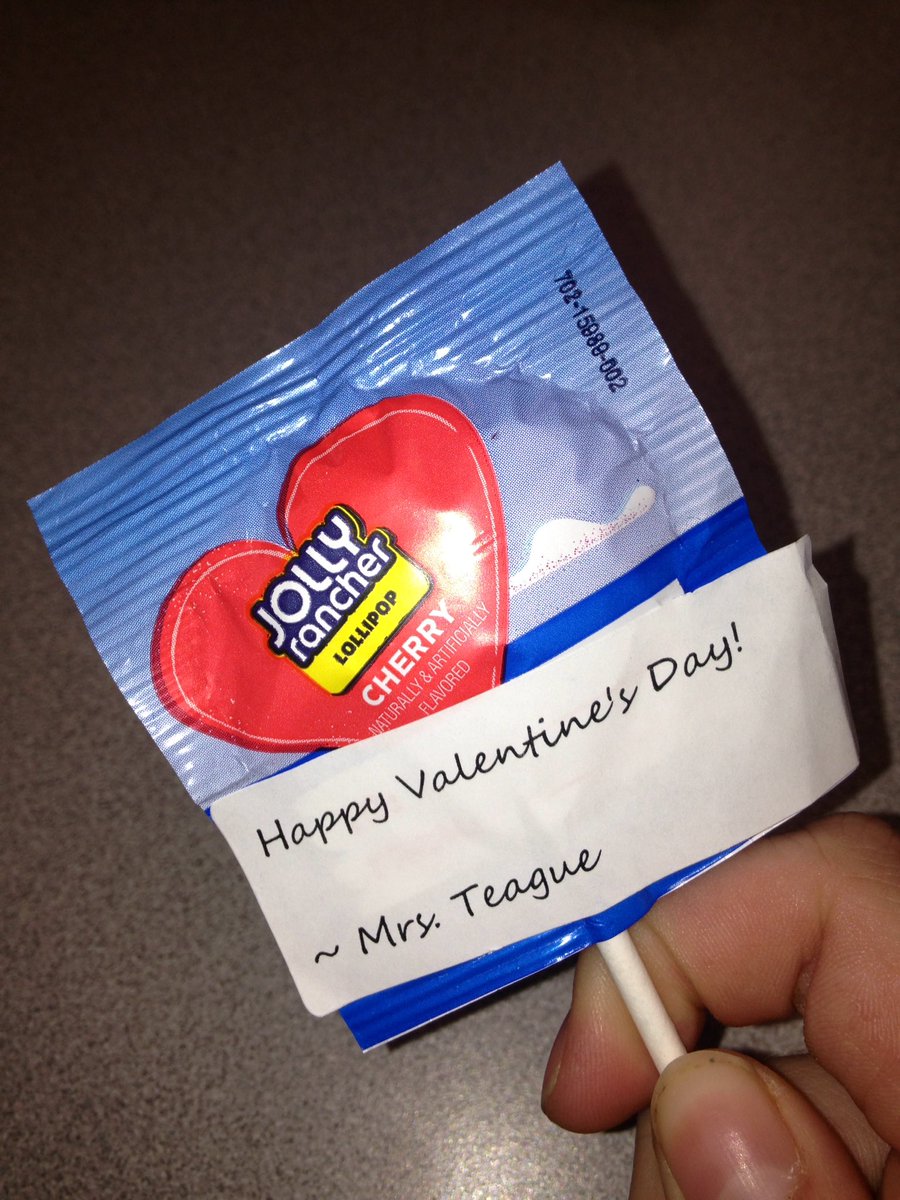 702-15989-002
JOLLY
rancher
LOLLIPOP
CHERRY
NATURALLY & ARTIFICIALLY
FLAVORED
Happy Valentine's Day!
~ Mrs. Teague